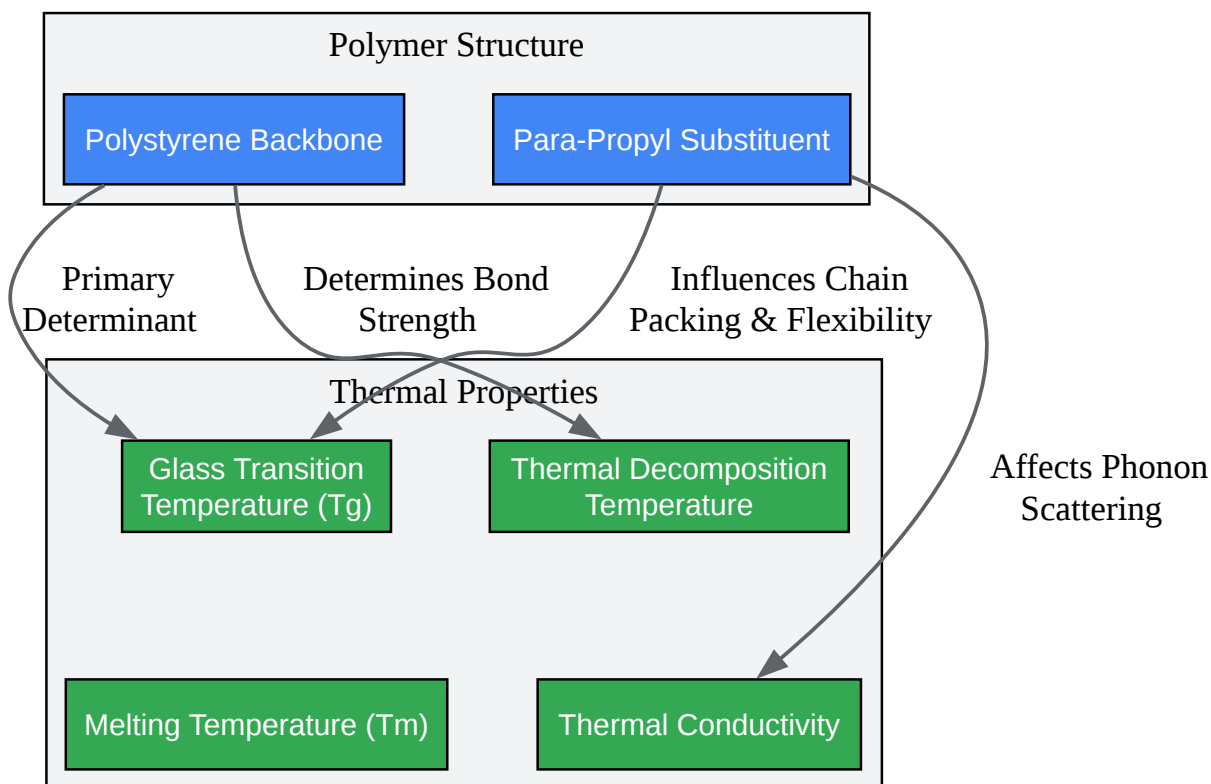 Polymer Structure
Polystyrene Backbone
Para-Propyl Substituent
Primary
Determinant
Determines Bond
Strength
Influences Chain
Packing & Flexibility
Affects Phonon
Scattering
Thermal Properties
Glass Transition
Temperature (Tg)
Thermal Decomposition
Temperature
Melting Temperature (Tm)
Thermal Conductivity